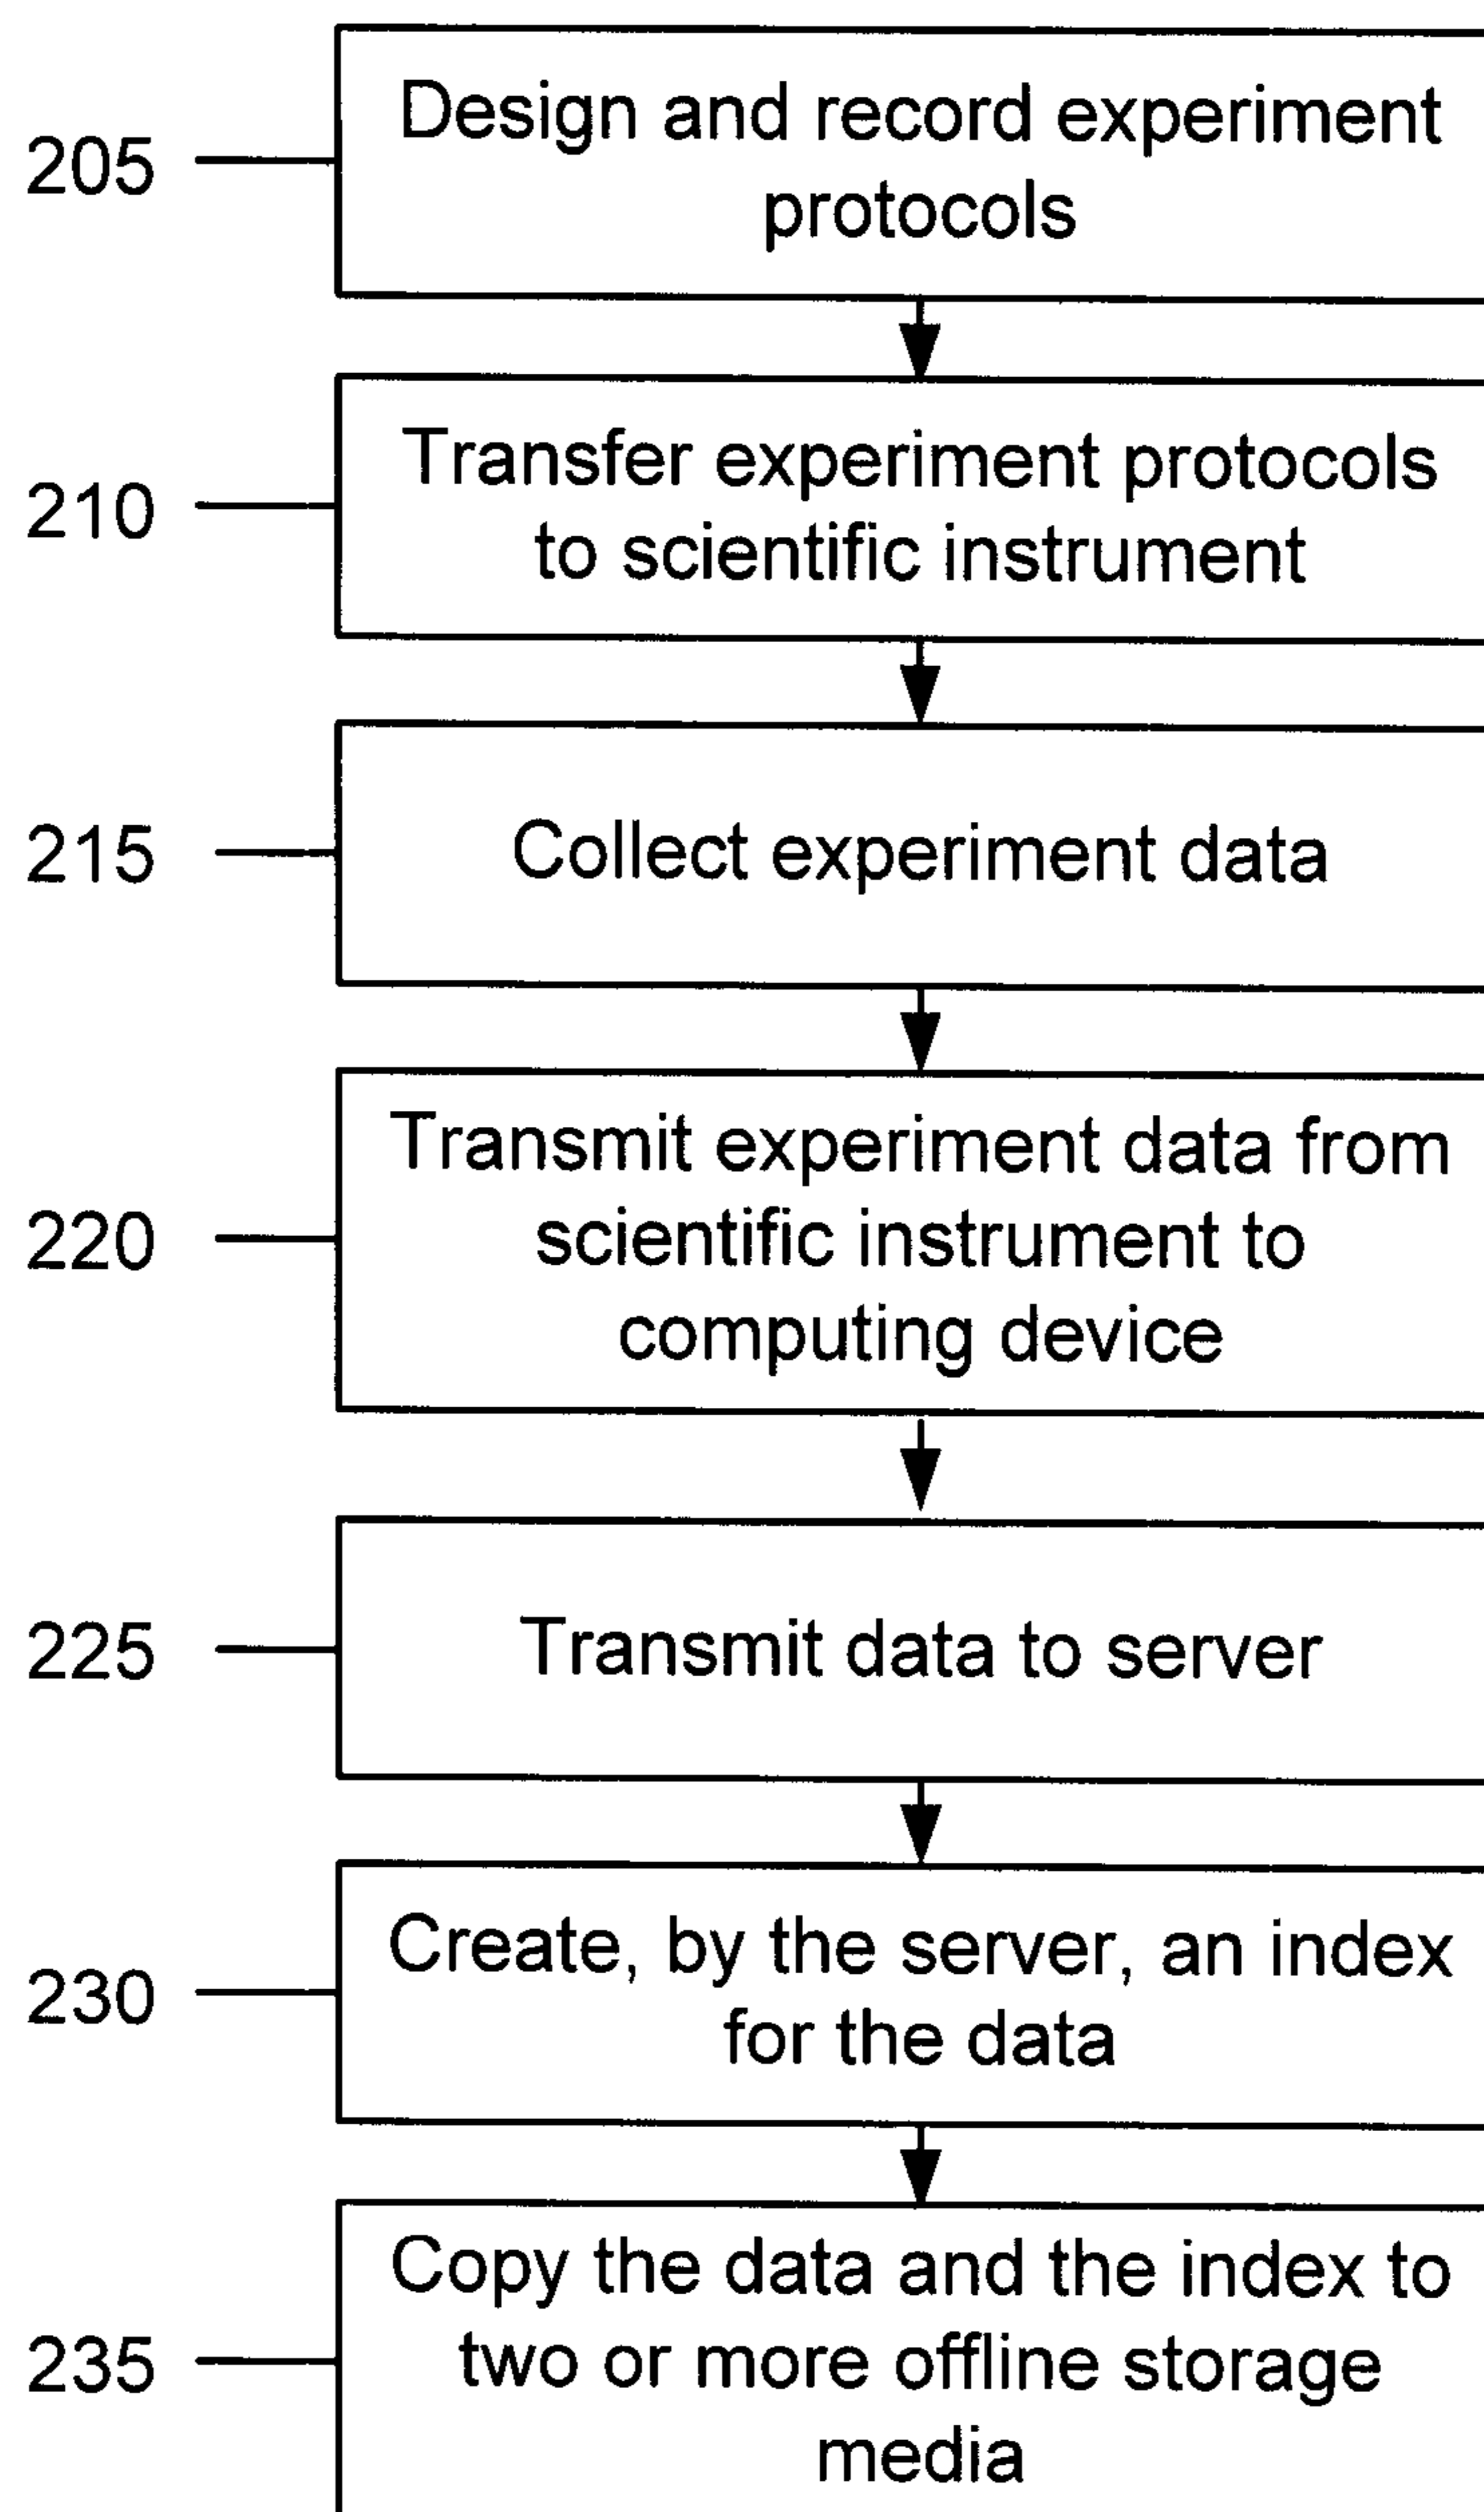 205
Design and record experiment
protocols
210
Transfer experiment protocols
to scientific instrument
215
Collect experiment data
220
Transmit experiment data from
scientific instrument to
computing device
225
Transmit data to server
230
Create, by the server, an index
for the data
235
Copy the data and the index to
two or more offline storage
media